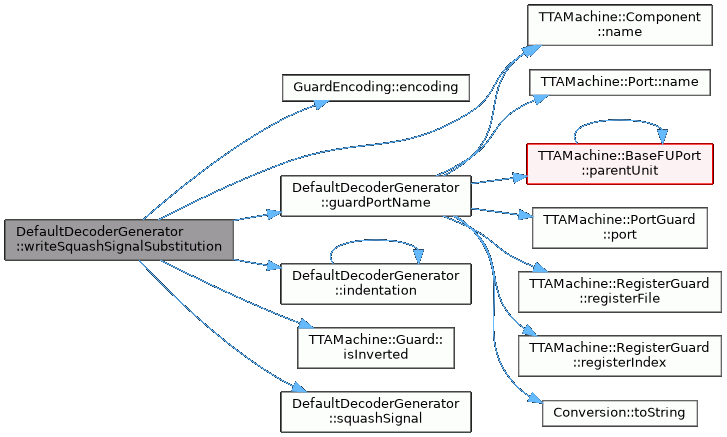 DefaultDecoderGenerator
::writeSquashSignalSubstitution
GuardEncoding::encoding
DefaultDecoderGenerator
::guardPortName
DefaultDecoderGenerator
::indentation
TTAMachine::Guard::
isInverted
DefaultDecoderGenerator
::squashSignal
TTAMachine::Component
::name
TTAMachine::Port::name
TTAMachine::BaseFUPort
::parentUnit
TTAMachine::PortGuard
::port
TTAMachine::RegisterGuard
::registerFile
TTAMachine::RegisterGuard
::registerIndex
Conversion::toString